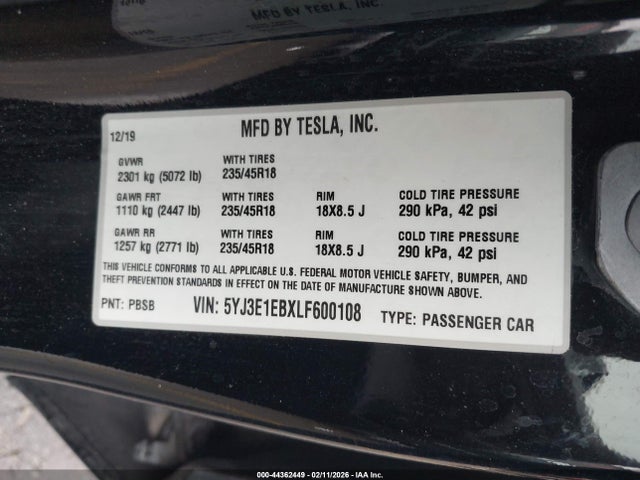 12/19
MFD BY TESLA, INC.
GVWR
2301 kg (5072 lb)
WITH TIRES
235/45R18
GAWR FRT
1110 kg (2447 lb)
WITH TIRES
235/45R18
RIM
18X8.5 J
COLD TIRE PRESSURE
290 kPa, 42 psi
GAWR RR
1257 kg (2771 lb)
WITH TIRES
235/45R18
RIM
18X8.5 J
COLD TIRE PRESSURE
290 kPa, 42 psi
THIS VEHICLE CONFORMS TO ALL APPLICABLE U.S. FEDERAL MOTOR VEHICLE SAFETY, BUMPER, AND
THEFT PREVENTION STANDARDS IN EFFECT ON THE DATE OF MANUFACTURE SHOWN ABOVE.
PNT: PBSB
VIN: 5YJ3E1EBXLF600108
TYPE: PASSENGER CAR
000-44362449 - 02/11/2026 - IAA Inc.